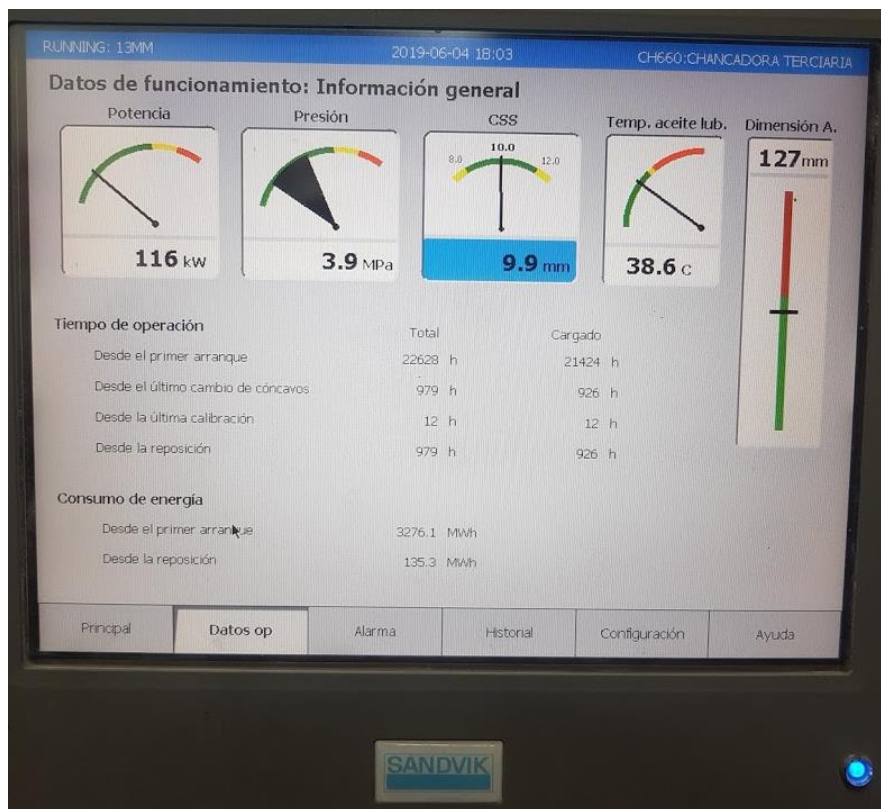 RUNNING: 13MM 2019-06-04 18:03 CH660:CHANCADORA TERCIARIA
Datos de funcionamiento: Información general
Potencia Presión CSS Temp. aceite lub. Dimensión A.
8.0 10.0 12.0
127mm
116 kW 3.9 MPa 9.9 mm 38.6 C
Tiempo de operación Total Cargado
Desde el primer arranque 22628 h 21424 h
Desde el último cambio de cóncavos 979 h 926 h
Desde la última calibración 12 h 12 h
Desde la reposición 979 h 926 h
Consumo de energía
Desde el primer arranque 3276.1 MWh
Desde la reposición 135.3 MWh
Principal Datos op Alarma Historial Configuración Ayuda
SANDVIK